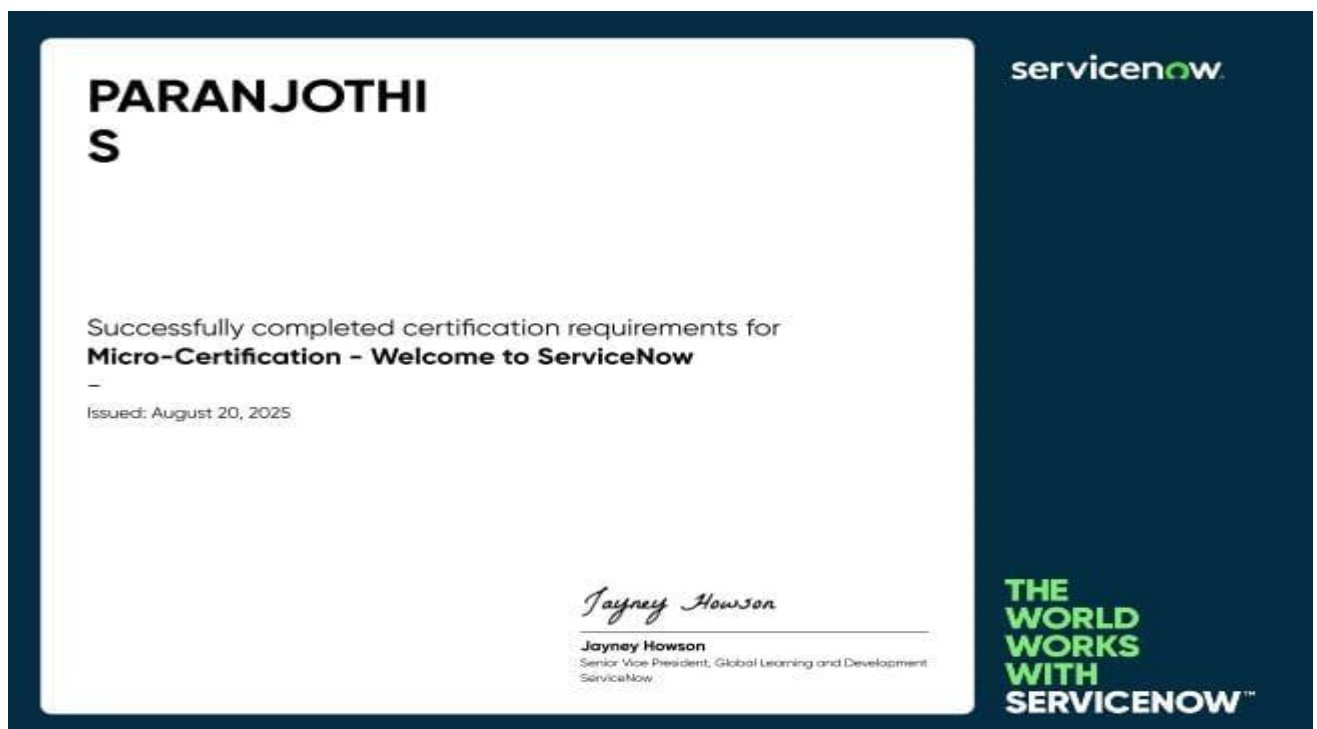 PARANJOTHI
S
servicenow.
Successfully completed certification requirements for
Micro-Certification - Welcome to ServiceNow
–
Issued: August 20, 2025
Jayney Howson
Jayney Howson
Senior Vice President, Global Learning and Development
ServiceNow
THE
WORLD
WORKS
WITH
SERVICENOW™